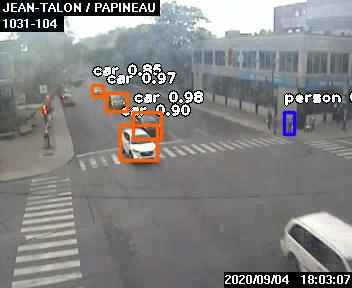 JEAN-TALON / PAPINEAU
1031-104
car 0.85
car 0.97
car 0.98
car 0.90
person
2020/09/04 18:03:07